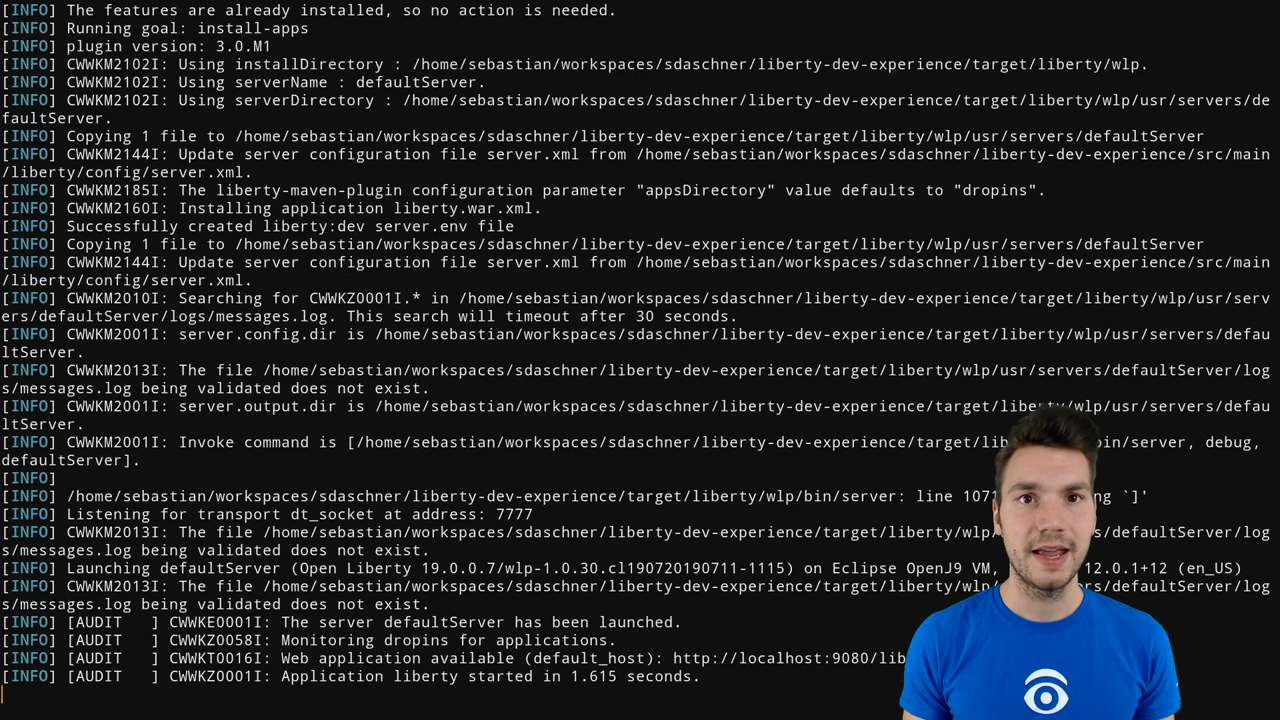 [INFO] The features are already installed, so no action is needed.
[INFO] Running goal: install-apps
[INFO] plugin version: 3.0.M1
[INFO] CWWKM2102I: Using installDirectory : /home/sebastian/workspaces/sdaschner/liberty-dev-experience/target/liberty/wlp.
[INFO] CWWKM2102I: Using serverName : defaultServer.
[INFO] CWWKM2102I: Using serverDirectory : /home/sebastian/workspaces/sdaschner/liberty-dev-experience/target/liberty/wlp/usr/servers/de
faultServer.
[INFO] Copying 1 file to /home/sebastian/workspaces/sdaschner/liberty-dev-experience/target/liberty/wlp/usr/servers/defaultServer
[INFO] CWWKM2144I: Update server configuration file server.xml from /home/sebastian/workspaces/sdaschner/liberty-dev-experience/src/main
/liberty/config/server.xml.
[INFO] CWWKM2185I: The liberty-maven-plugin configuration parameter "appsDirectory" value defaults to "dropins".
[INFO] CWWKM2160I: Installing application liberty.war.xml.
[INFO] Successfully created liberty:dev server.env file
[INFO] Copying 1 file to /home/sebastian/workspaces/sdaschner/liberty-dev-experience/target/liberty/wlp/usr/servers/defaultServer
[INFO] CWWKM2144I: Update server configuration file server.xml from /home/sebastian/workspaces/sdaschner/liberty-dev-experience/src/main
/liberty/config/server.xml.
[INFO] CWWKM2010I: Searching for CWWKZ0001I.* in /home/sebastian/workspaces/sdaschner/liberty-dev-experience/target/liberty/wlp/usr/serv
ers/defaultServer/logs/messages.log. This search will timeout after 30 seconds.
[INFO] CWWKM2001I: server.config.dir is /home/sebastian/workspaces/sdaschner/liberty-dev-experience/target/liberty/wlp/usr/servers/defau
ltServer.
[INFO] CWWKM2013I: The file /home/sebastian/workspaces/sdaschner/liberty-dev-experience/target/liberty/wlp/usr/servers/defaultServer/log
s/messages.log being validated does not exist.
[INFO] CWWKM2001I: server.output.dir is /home/sebastian/workspaces/sdaschner/liberty-dev-experience/target/liberty/wlp/usr/servers/defau
ltServer.
[INFO] CWWKM2001I: Invoke command is [/home/sebastian/workspaces/sdaschner/liberty-dev-experience/target/lib in/server, debug,
defaultServer].
[INFO]
[INFO] /home/sebastian/workspaces/sdaschner/liberty-dev-experience/target/liberty/wlp/bin/server: line 107 ng `]'
[INFO] Listening for transport dt_socket at address: 7777
[INFO] CWWKM2013I: The file /home/sebastian/workspaces/sdaschner/liberty-dev-experience/target/liberty/wlp s/defaultServer/log
s/messages.log being validated does not exist.
[INFO] Launching defaultServer (Open Liberty 19.0.0.7/wlp-1.0.30.cl190720190711-1115) on Eclipse OpenJ9 VM, 12.0.1+12 (en_US)
[INFO] CWWKM2013I: The file /home/sebastian/workspaces/sdaschner/liberty-dev-experience/target/liberty/wlp s/defaultServer/log
s/messages.log being validated does not exist.
[INFO] [AUDIT   ] CWWKE0001I: The server defaultServer has been launched.
[INFO] [AUDIT   ] CWWKZ0058I: Monitoring dropins for applications.
[INFO] [AUDIT   ] CWWKT0016I: Web application available (default_host): http://localhost:9080/lib
[INFO] [AUDIT   ] CWWKZ0001I: Application liberty started in 1.615 seconds.